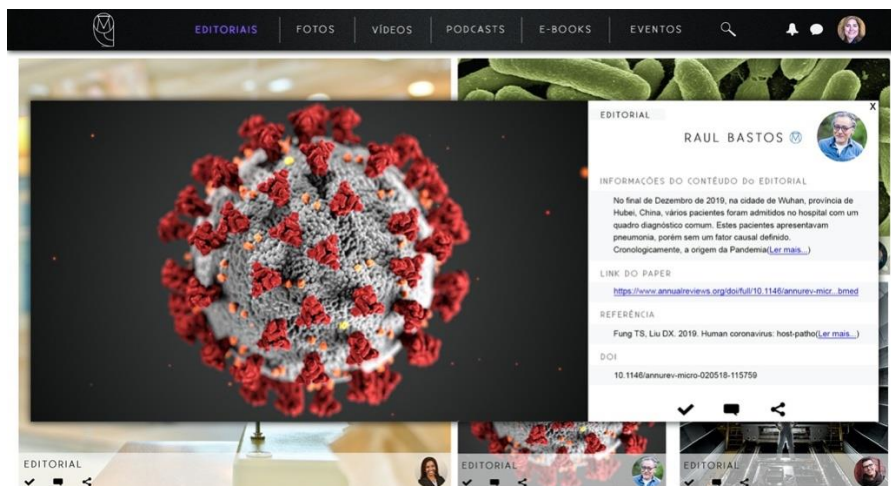 EDITORIAIS
FOTOS
VÍDEOS
PODCASTS
E-BOOKS
EVENTOS
X
EDITORIAL
RAUL BASTOS
INFORMAÇÕES DO CONTÉUDO Do EDITORIAL
No final de Dezembro de 2019, na cidade de Wuhan, província de
Hubei, China, vários pacientes foram admitidos no hospital com um
quadro diagnóstico comum. Estes pacientes apresentavam
pneumonia, porém sem um fator causal definido.
Cronologicamente, a origem da Pandemia(Ler mais...)
LINK DO PAPER
https://www.annualreviews.org/doi/full/10.1146/annurev-micr...bmed
REFERÊNCIA
Fung TS, Liu DX. 2019. Human coronavirus: host-patho(Ler mais...)
DOI
10.1146/annurev-micro-020518-115759
EDITORIAL
EDITORIAL
EDITORIAL